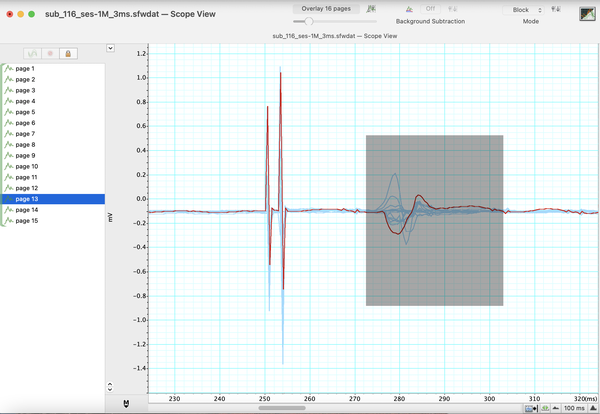 sub_116_ses-1M_3ms.sfwdat — Scope View
Overlay 16 pages
Off
Background Subtraction
Block
Mode
sub_116_ses-1M_3ms.sfwdat — Scope View
page 1
page 2
page 3
page 4
page 5
page 6
page 7
page 8
page 9
page 10
page 11
page 12
page 13
page 14
page 15
mV
1.2
1.0
0.8
0.6
0.4
0.2
0.0
−0.2
−0.4
−0.6
−0.8
−1.0
−1.2
−1.4
230
240
250
260
270
280
290
300
310
320(ms)
M
100 ms